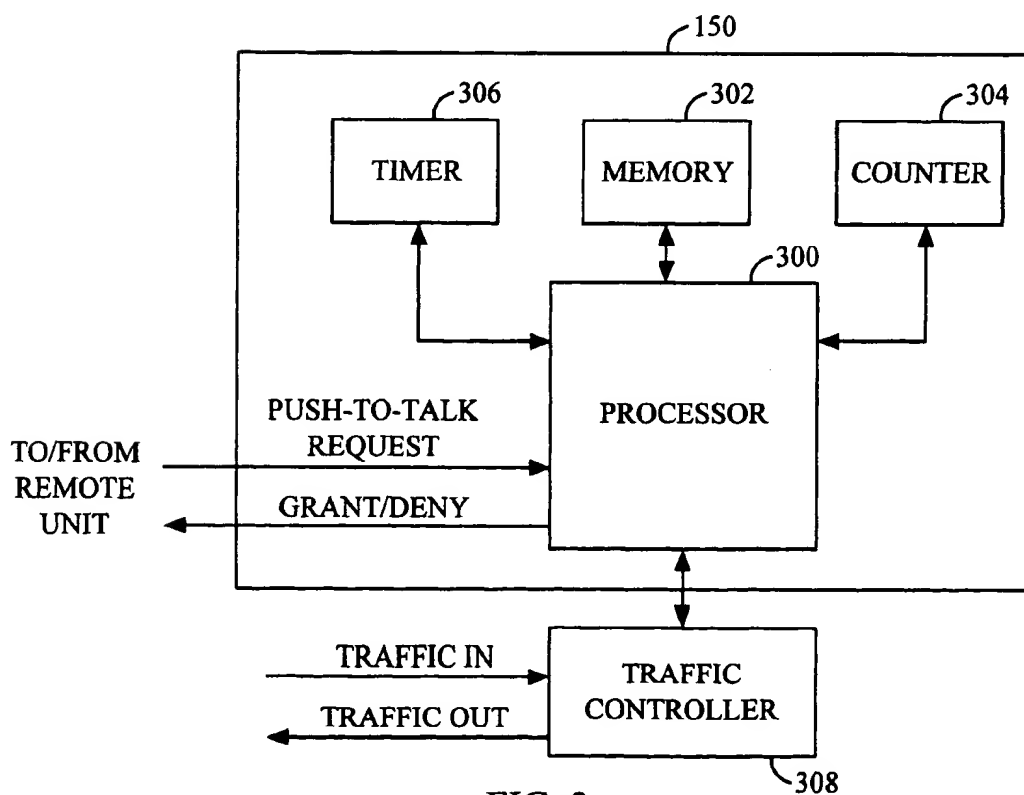 150
306
302
304
TIMER
MEMORY
COUNTER
300
PROCESSOR
PUSH-TO-TALK
REQUEST
TO/FROM
REMOTE
UNIT
GRANT/DENY
TRAFFIC IN
TRAFFIC OUT
TRAFFIC
CONTROLLER
308